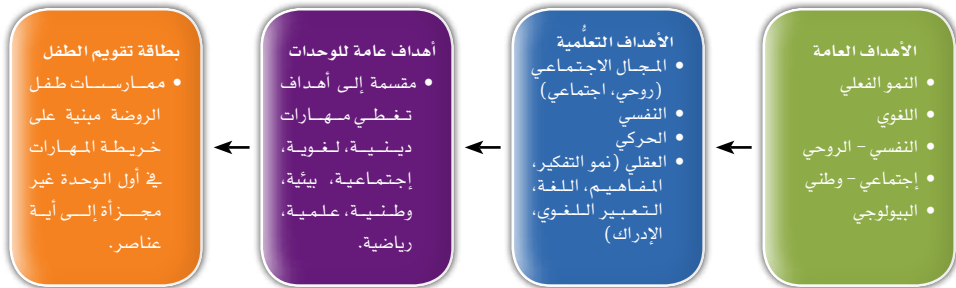 الأهداف العامة
• النمو الفعلي
• اللغوي
• النفسي – الروحي
• إجتماعي – وطني
• البيولوجي
الأهداف التعلُّمية
• المجال الاجتماعي
(روحي، اجتماعي)
• النفسي
• الحركي
• العقلي (نمو التفكير،
المفاهيم، اللغة،
التعبير اللغوي،
الإدراك)
أهداف عامة للوحدات
• مقسمة إلى أهداف
تغطي مهارات
دينية، لغوية،
إجتماعية، بيئية،
وطنية، علمية،
رياضية.
بطاقة تقويم الطفل
• ممارسات طفل
الروضة مبنية على
خريطة المهارات
في أول الوحدة غير
مجزأة إلى أية
عناصر.